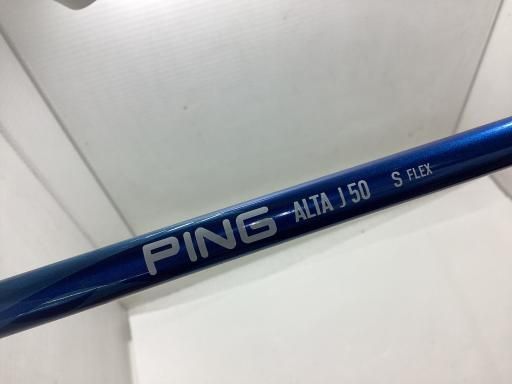 PING ALTA J 50 S FLEX